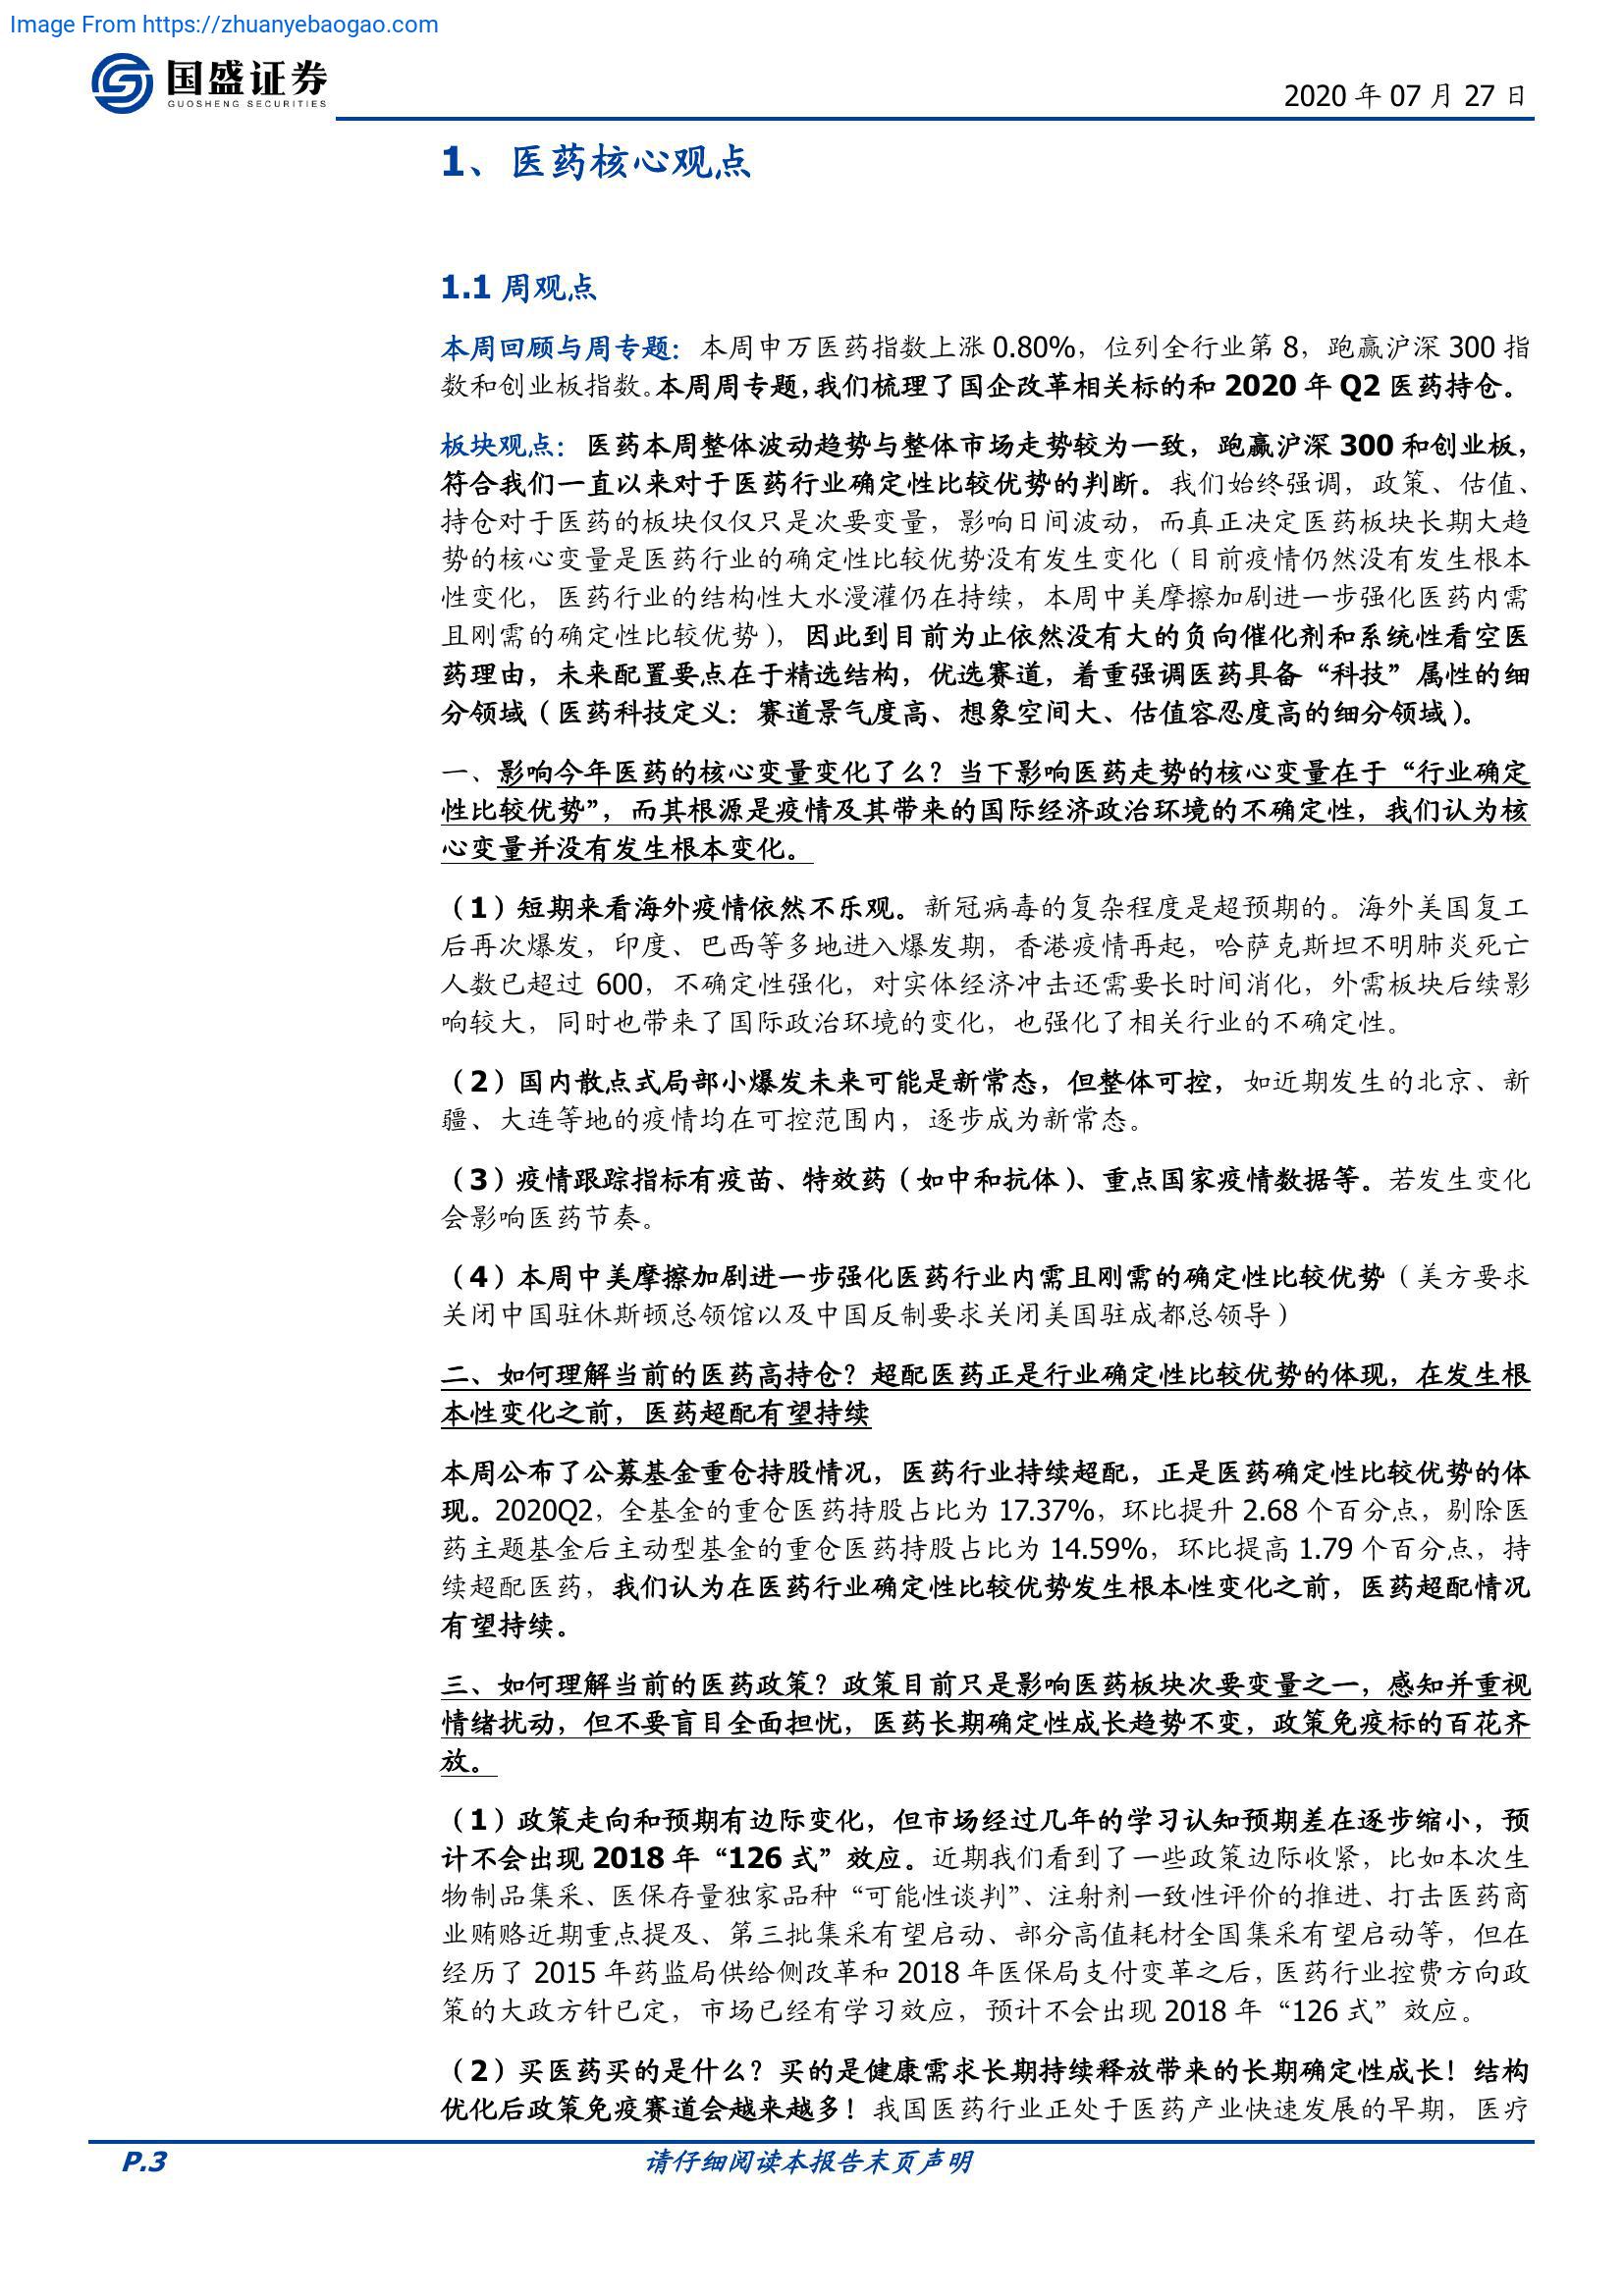 Image From https://zhuanyebaogao.com
国盛证券
GUOSHENG SECURITIES
2020 年 07 月 27 日
1、医药核心观点
1.1 周观点
本周回顾与周专题：本周申万医药指数上涨 0.80%，位列全行业第 8，跑赢沪深 300 指
数和创业板指数。本周周专题，我们梳理了国企改革相关标的和 2020 年 Q2 医药持仓。
板块观点：医药本周整体波动趋势与整体市场走势较为一致，跑赢沪深 300 和创业板，
符合我们一直以来对于医药行业确定性比较优势的判断。我们始终强调，政策、估值、
持仓对于医药的板块仅仅只是次要变量，影响日间波动，而真正决定医药板块长期大趋
势的核心变量是医药行业的确定性比较优势没有发生变化（目前疫情仍然没有发生根本
性变化，医药行业的结构性大水漫灌仍在持续，本周中美摩擦加剧进一步强化医药内需
且刚需的确定性比较优势），因此到目前为止依然没有大的负向催化剂和系统性看空医
药理由，未来配置要点在于精选结构，优选赛道，着重强调医药具备“科技”属性的细
分领域（医药科技定义：赛道景气度高、想象空间大、估值容忍度高的细分领域）。
一、影响今年医药的核心变量变化了么？当下影响医药走势的核心变量在于“行业确定
性比较优势”，而其根源是疫情及其带来的国际经济政治环境的不确定性，我们认为核
心变量并没有发生根本变化。
（1）短期来看海外疫情依然不乐观。新冠病毒的复杂程度是超预期的。海外美国复工
后再次爆发，印度、巴西等多地进入爆发期，香港疫情再起，哈萨克斯坦不明肺炎死亡
人数已超过 600，不确定性强化，对实体经济冲击还需要长时间消化，外需板块后续影
响较大，同时也带来了国际政治环境的变化，也强化了相关行业的不确定性。
（2）国内散点式局部小爆发未来可能是新常态，但整体可控，如近期发生的北京、新
疆、大连等地的疫情均在可控范围内，逐步成为新常态。
（3）疫情跟踪指标有疫苗、特效药（如中和抗体）、重点国家疫情数据等。若发生变化
会影响医药节奏。
（4）本周中美摩擦加剧进一步强化医药行业内需且刚需的确定性比较优势（美方要求
关闭中国驻休斯顿总领馆以及中国反制要求关闭美国驻成都总领导）
二、如何理解当前的医药高持仓？超配医药正是行业确定性比较优势的体现，在发生根
本性变化之前，医药超配有望持续
本周公布了公募基金重仓持股情况，医药行业持续超配，正是医药确定性比较优势的体
现。2020Q2，全基金的重仓医药持股占比为 17.37%，环比提升 2.68 个百分点，剔除医
药主题基金后主动型基金的重仓医药持股占比为 14.59%，环比提高 1.79 个百分点，持
续超配医药，我们认为在医药行业确定性比较优势发生根本性变化之前，医药超配情况
有望持续。
三、如何理解当前的医药政策？政策目前只是影响医药板块次要变量之一，感知并重视
情绪扰动，但不要盲目全面担忧，医药长期确定性成长趋势不变，政策免疫标的百花齐
放。
（1）政策走向和预期有边际变化，但市场经过几年的学习认知预期差在逐步缩小，预
计不会出现 2018 年“126 式”效应。近期我们看到了一些政策边际收紧，比如本次生
物制品集采、医保存量独家品种“可能性谈判”、注射剂一致性评价的推进、打击医药商
业贿赂近期重点提及、第三批集采有望启动、部分高值耗材全国集采有望启动等，但在
经历了 2015 年药监局供给侧改革和 2018 年医保局支付变革之后，医药行业控费方向政
策的大政方针已定，市场已经有学习效应，预计不会出现 2018 年“126 式”效应。
（2）买医药买的是什么？买的是健康需求长期持续释放带来的长期确定性成长！结构
优化后政策免疫赛道会越来越多！我国医药行业正处于医药产业快速发展的早期，医疗
P.3
请仔细阅读本报告末页声明